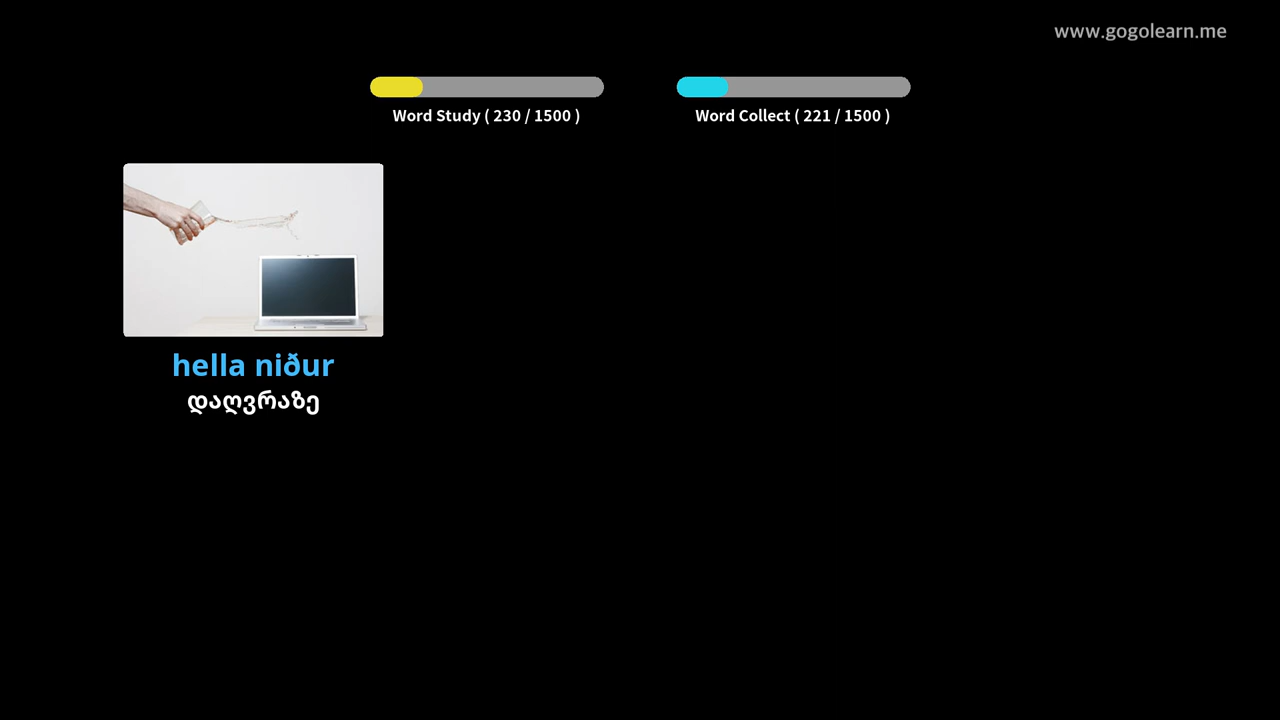 www.gogolearn.me
Word Study ( 230 / 1500 )
Word Collect ( 221 / 1500 )
hella niður
დაღვრაზე